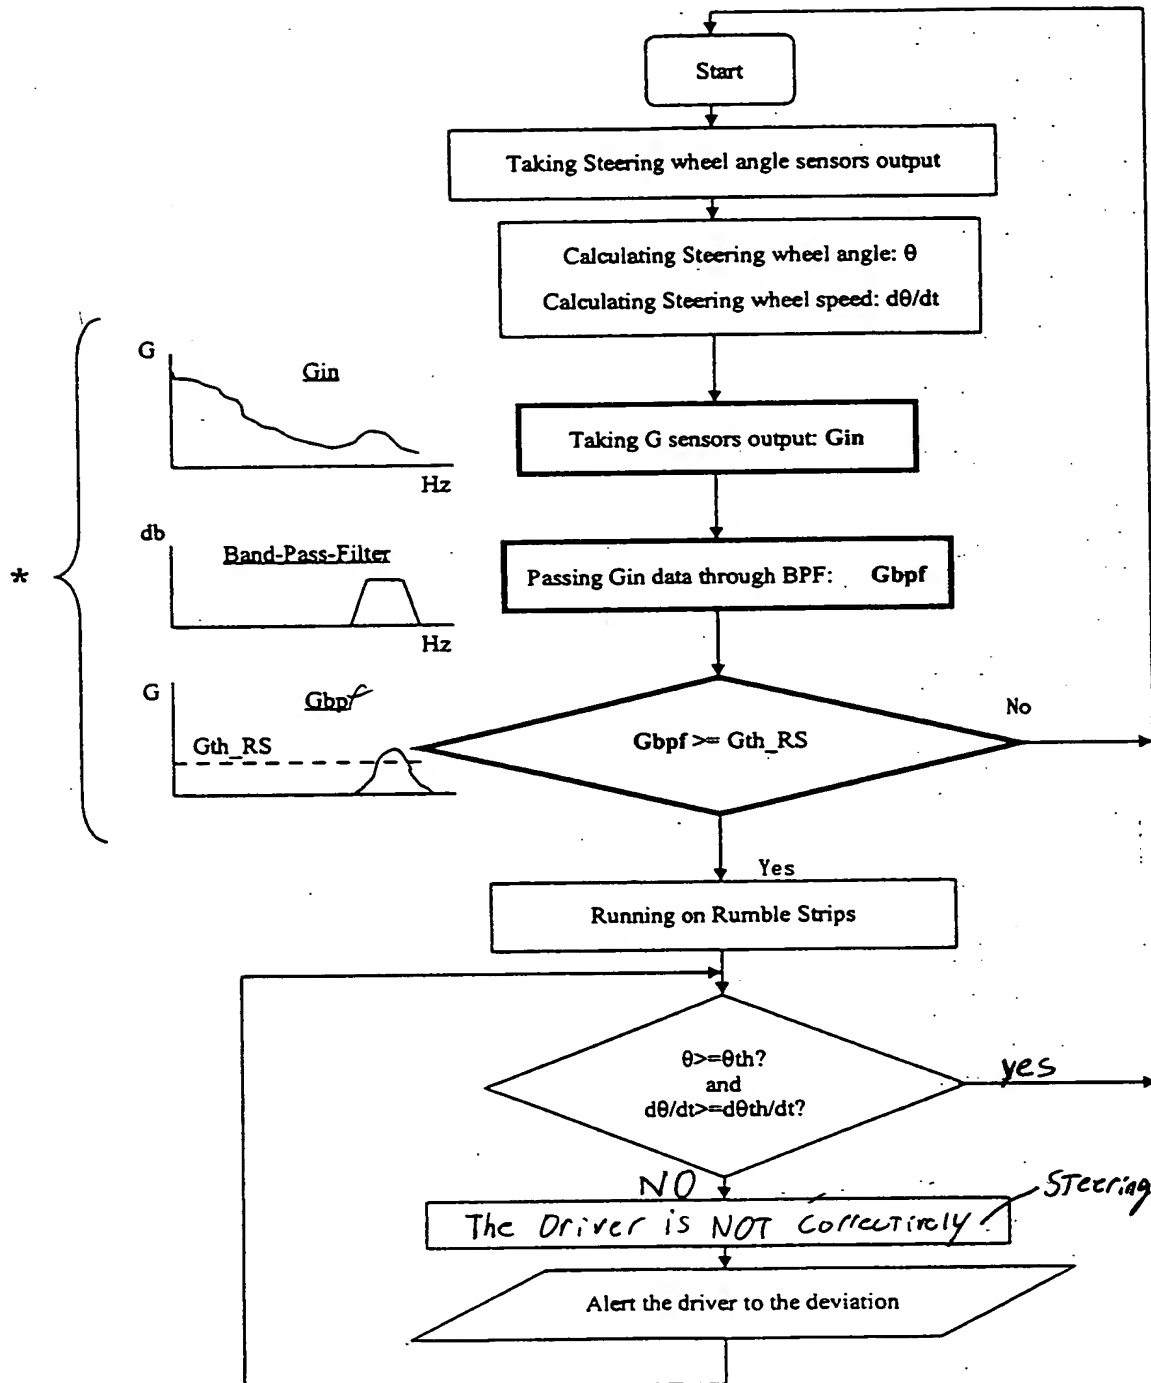 Start
Taking Steering wheel angle sensors output
Calculating Steering wheel angle: θ
Calculating Steering wheel speed: dθ/dt
G
Gin
Hz
Taking G sensors output: Gin
db
Band-Pass-Filter
Hz
*
Passing Gin data through BPF: Gbpf
G
Gbpf
Gth_RS
Gbpf >= Gth_RS
No
Yes
Running on Rumble Strips
θ>=θth?
and
dθ/dt>=dθth/dt?
yes
NO
Steering
The Driver is NOT Correctively
Alert the driver to the deviation